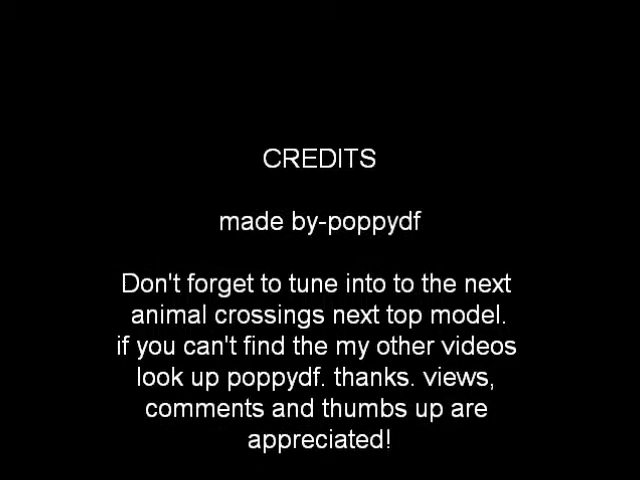 CREDITS
made by-poppydf
Don't forget to tune into to the next
animal crossings next top model.
if you can't find the my other videos
look up poppydf. thanks. views,
comments and thumbs up are
appreciated!